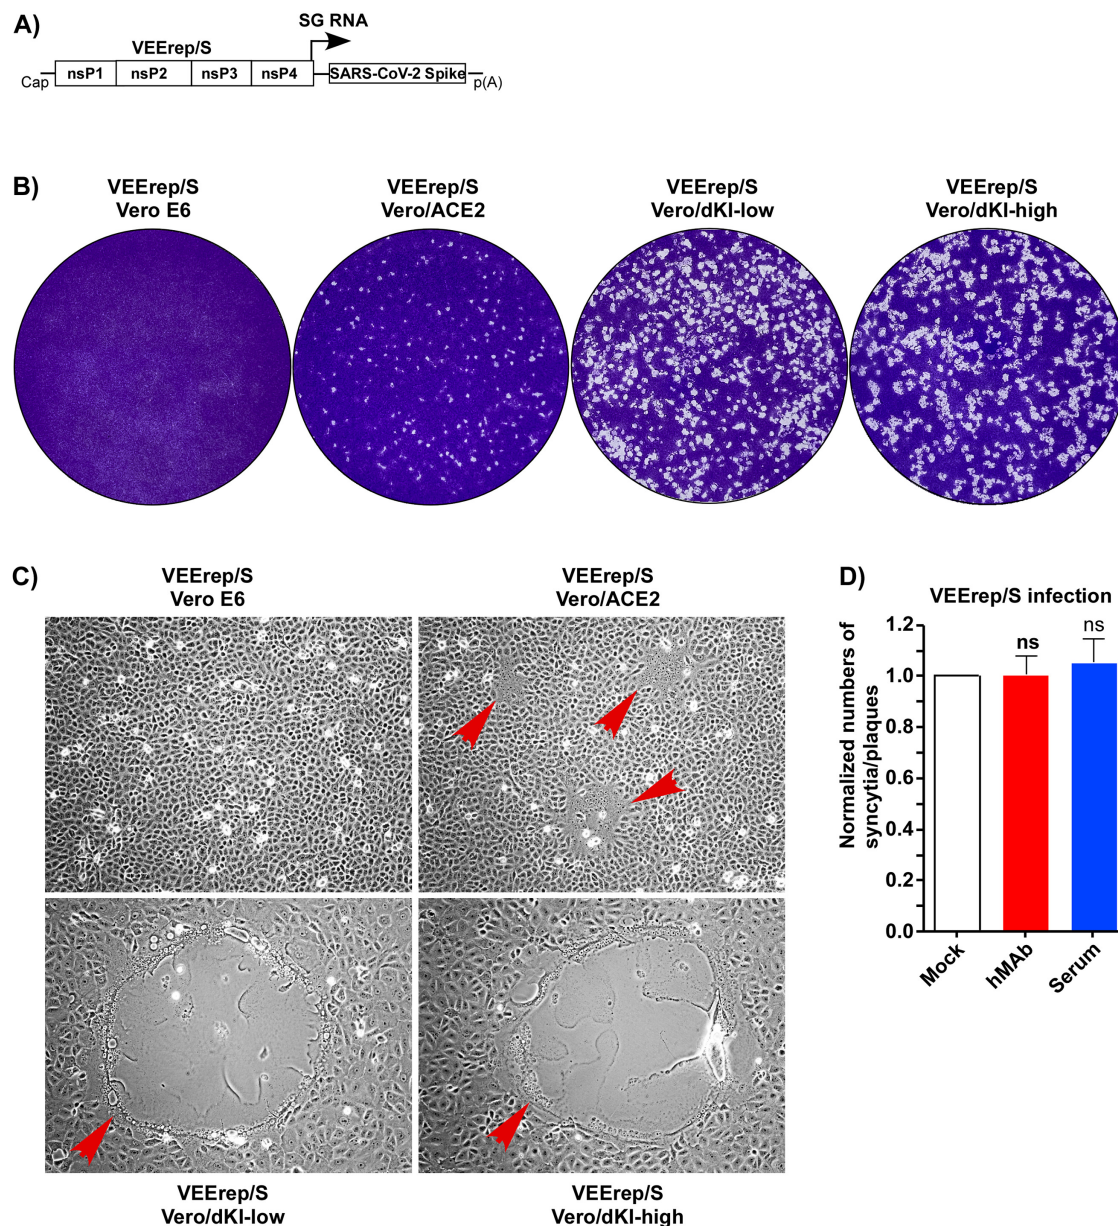 A)
SG RNA
VEErep/S
Cap
nsP1
nsP2
nsP3
nsP4
SARS-CoV-2 Spike
p(A)
B)
VEErep/S
Vero E6
VEErep/S
Vero/ACE2
VEErep/S
Vero/dKI-low
VEErep/S
Vero/dKI-high
C)
VEErep/S
Vero E6
VEErep/S
Vero/ACE2
VEErep/S
Vero/dKI-low
VEErep/S
Vero/dKI-high
D)
VEErep/S infection
Normalized numbers of
syncytia/plaques
1.2
1.0
0.8
0.6
0.4
0.2
0.0
ns
ns
Mock
hMAb
Serum